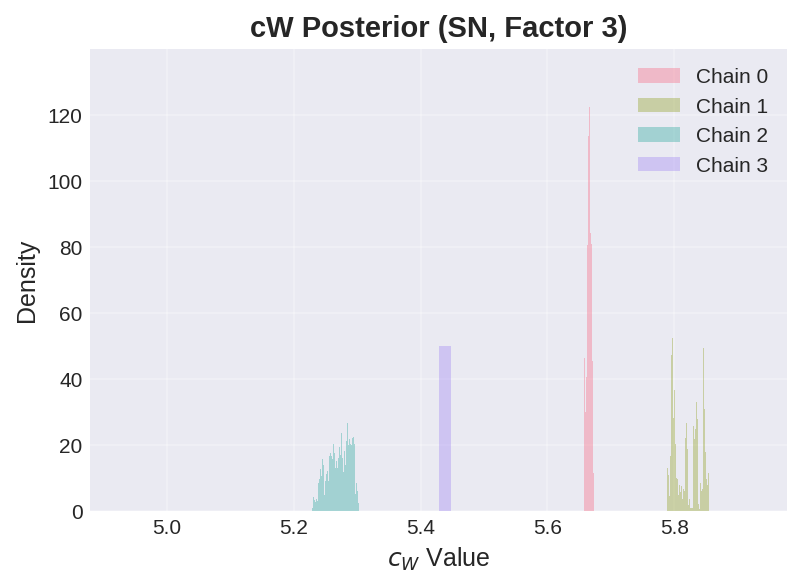 cW Posterior (SN, Factor 3)
Chain 0
Chain 1
Chain 2
Chain 3
Density
120
100
80
60
40
20
0
5.0 5.2 5.4 5.6 5.8
c_W Value